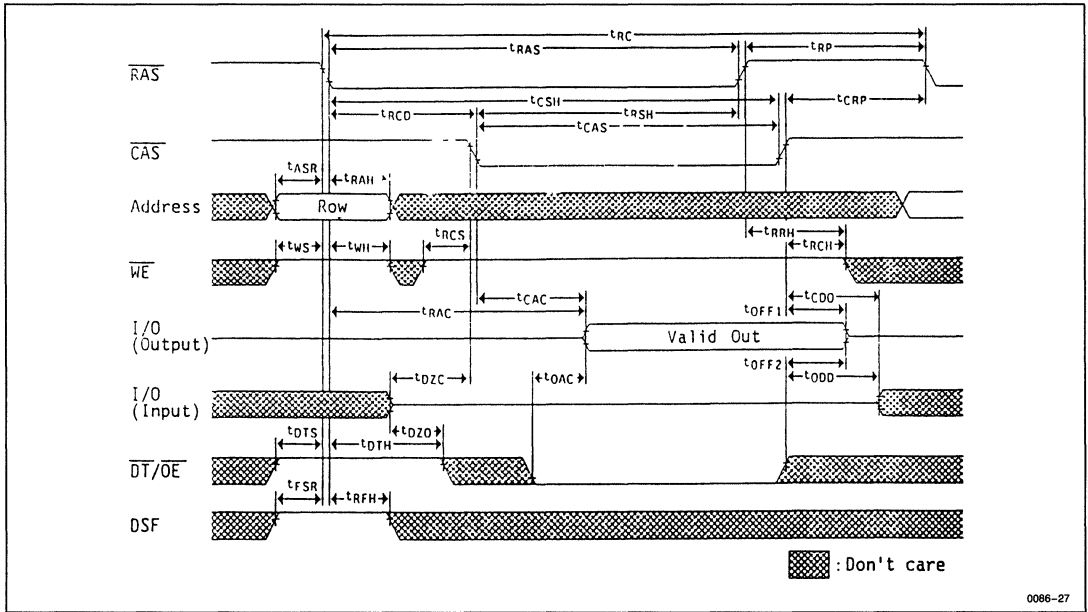 tRC
tRAS
tRP
RAS
tCSH
tCRP
tRCD
tRSH
tCAS
CAS
tASR
tRAH
Address
Row
tRRH
tRCS
tRCH
tWS
tWH
WE
tCDO
tCAC
tRAC
tOFF1
I/O
(Output)
Valid Out
tOFF2
tDZC
tOAC
tODD
I/O
(Input)
tDZO
tDTS
tDTH
DT/OE
tFSR
tRFH
DSF
:Don't care
0086-27